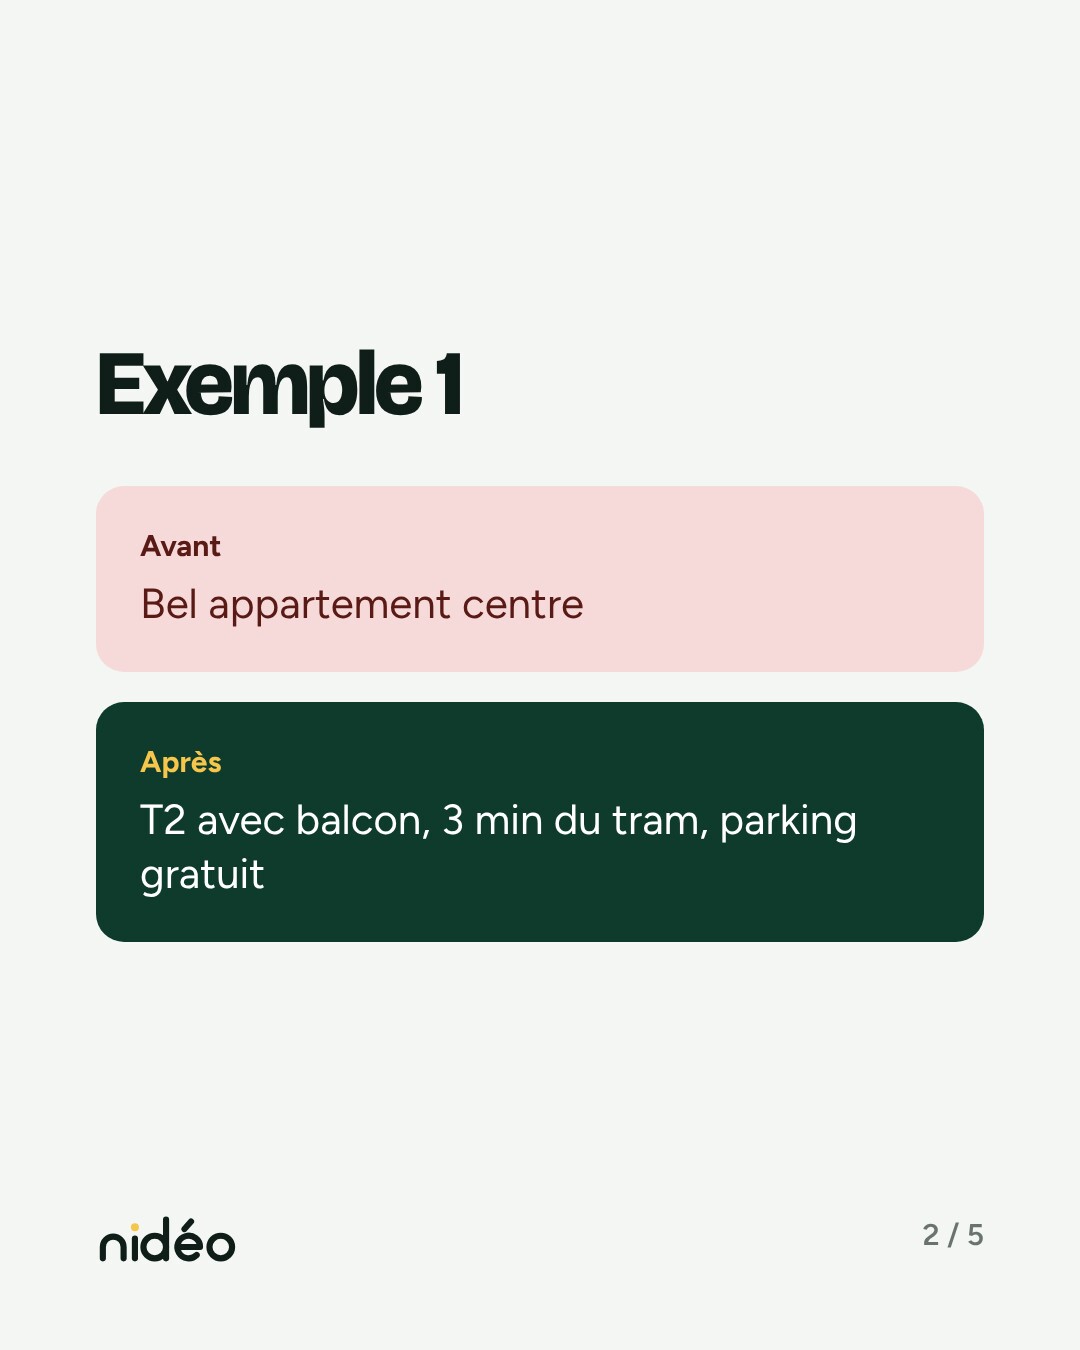 Exemple 1
Avant
Bel appartement centre
Après
T2 avec balcon, 3 min du tram, parking
gratuit
nidéo
2 / 5